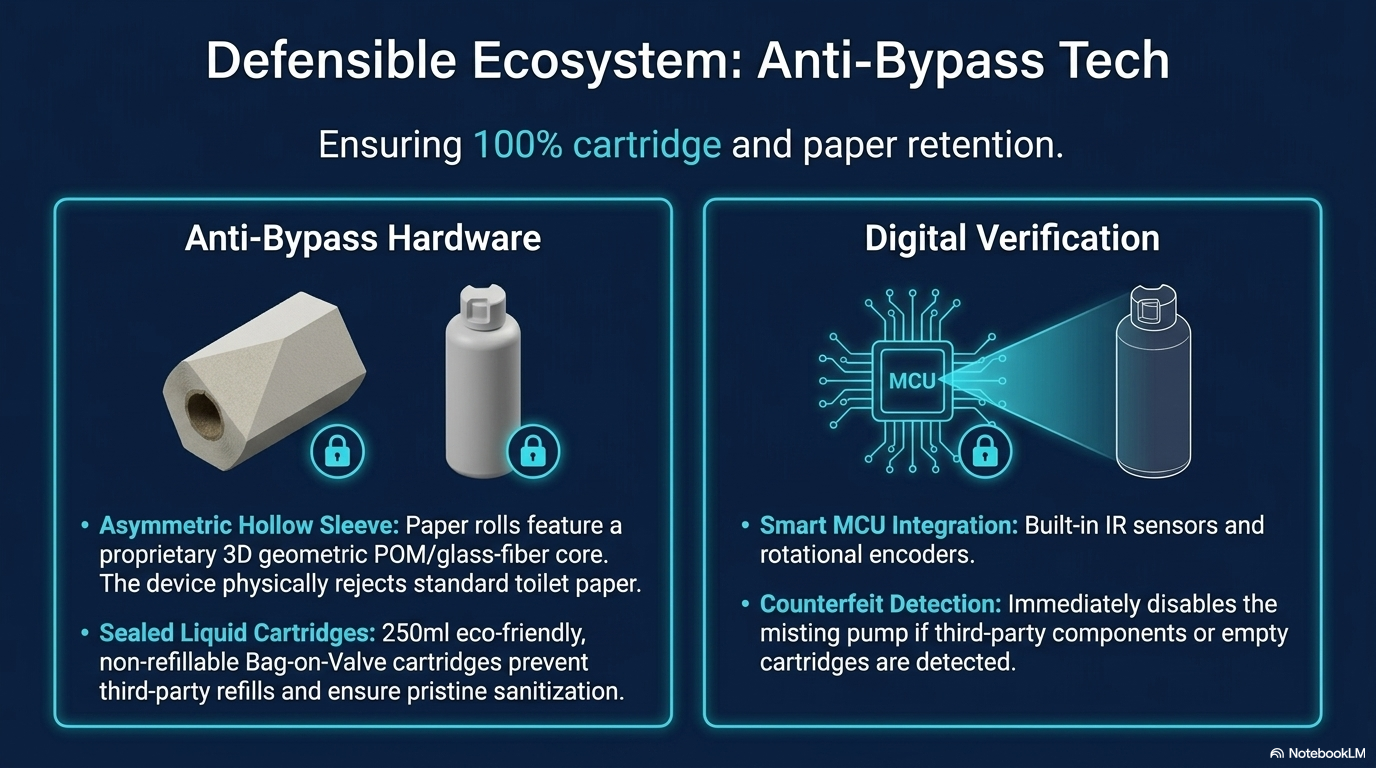 Defensible Ecosystem: Anti-Bypass Tech
Ensuring 100% cartridge and paper retention.
Anti-Bypass Hardware
• Asymmetric Hollow Sleeve: Paper rolls feature a
proprietary 3D geometric POM/glass-fiber core.
The device physically rejects standard toilet paper.
• Sealed Liquid Cartridges: 250ml eco-friendly,
non-refillable Bag-on-Valve cartridges prevent
third-party refills and ensure pristine sanitization.
Digital Verification
MCU
• Smart MCU Integration: Built-in IR sensors and
rotational encoders.
• Counterfeit Detection: Immediately disables the
misting pump if third-party components or empty
cartridges are detected.
NotebookLM